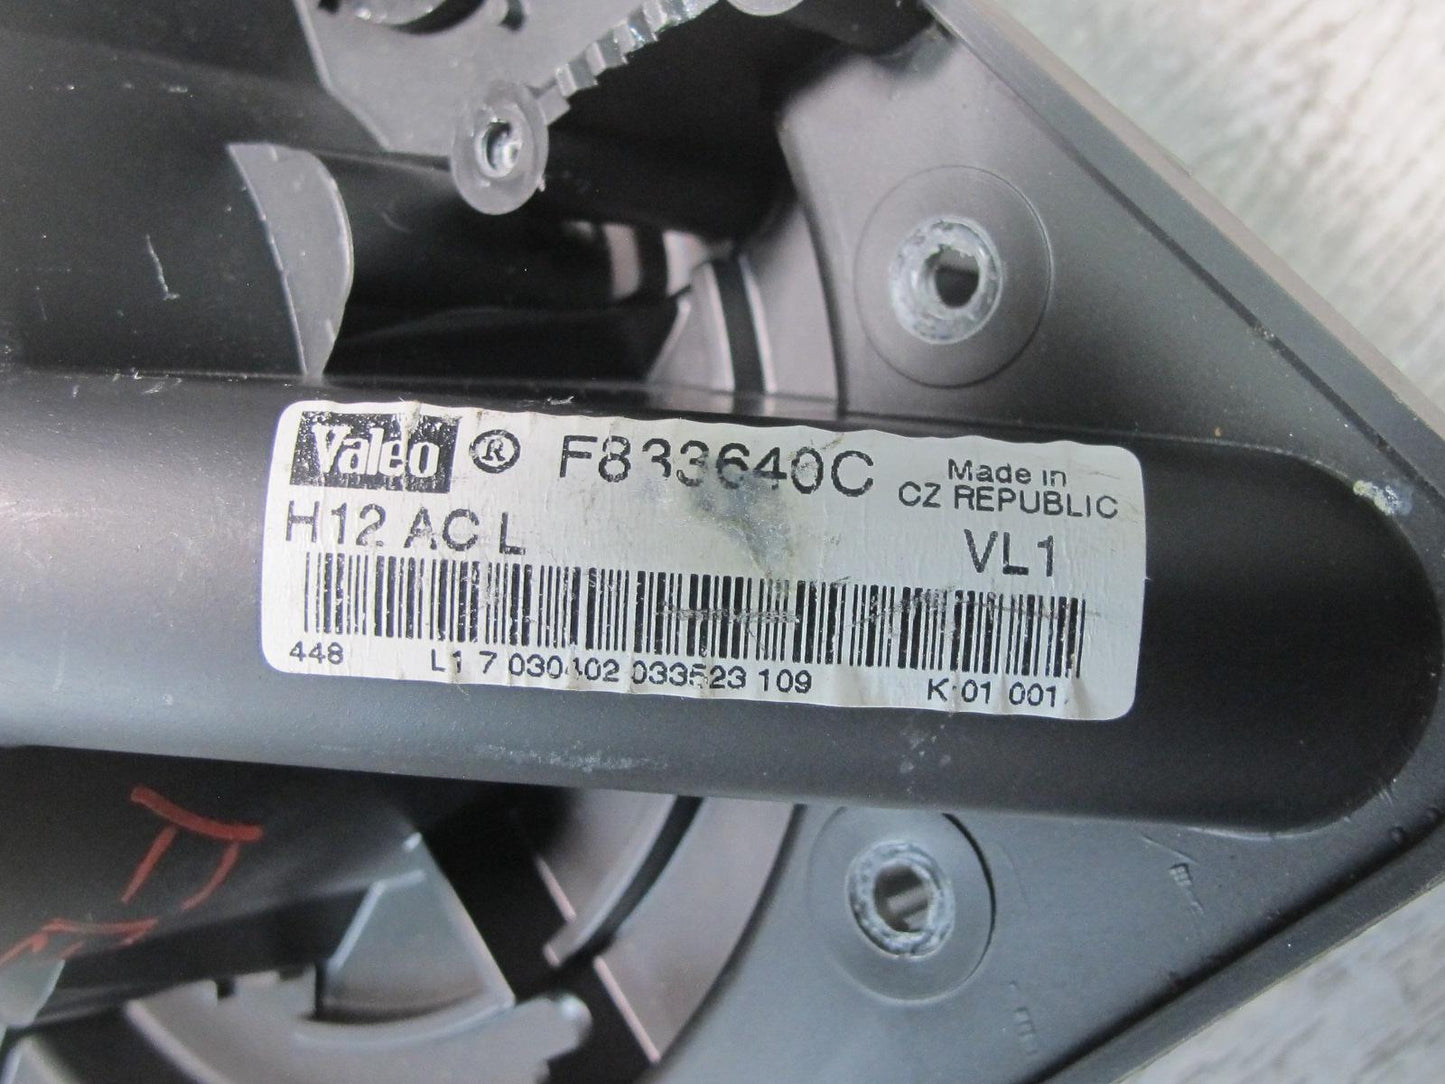 Valeo ® F833640C Made in
CZ REPUBLIC
H12 AC L VL1
448 L1 7 030402 033523 109 K 01 001